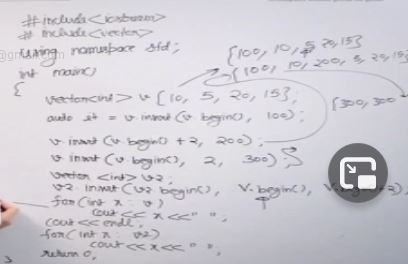 #include<iostream>
#include<vector>
using namespace std;
int main()
{
vector<int> v {10, 5, 20, 15};
{100, 10, 5, 20, 15}
{100, 10, 200, 5, 20, 15}
auto it = v.insert(v.begin(), 100);
{300, 300
v.insert(v.begin() + 2, 200);
v.insert(v.begin(), 2, 300);
vector<int> v2;
v2.insert(v2.begin(), v.begin(),
for(int x: v)
cout<<x<<" ";
cout<<endl;
for(int x: v2)
cout<<x<<" ";
return 0;
}